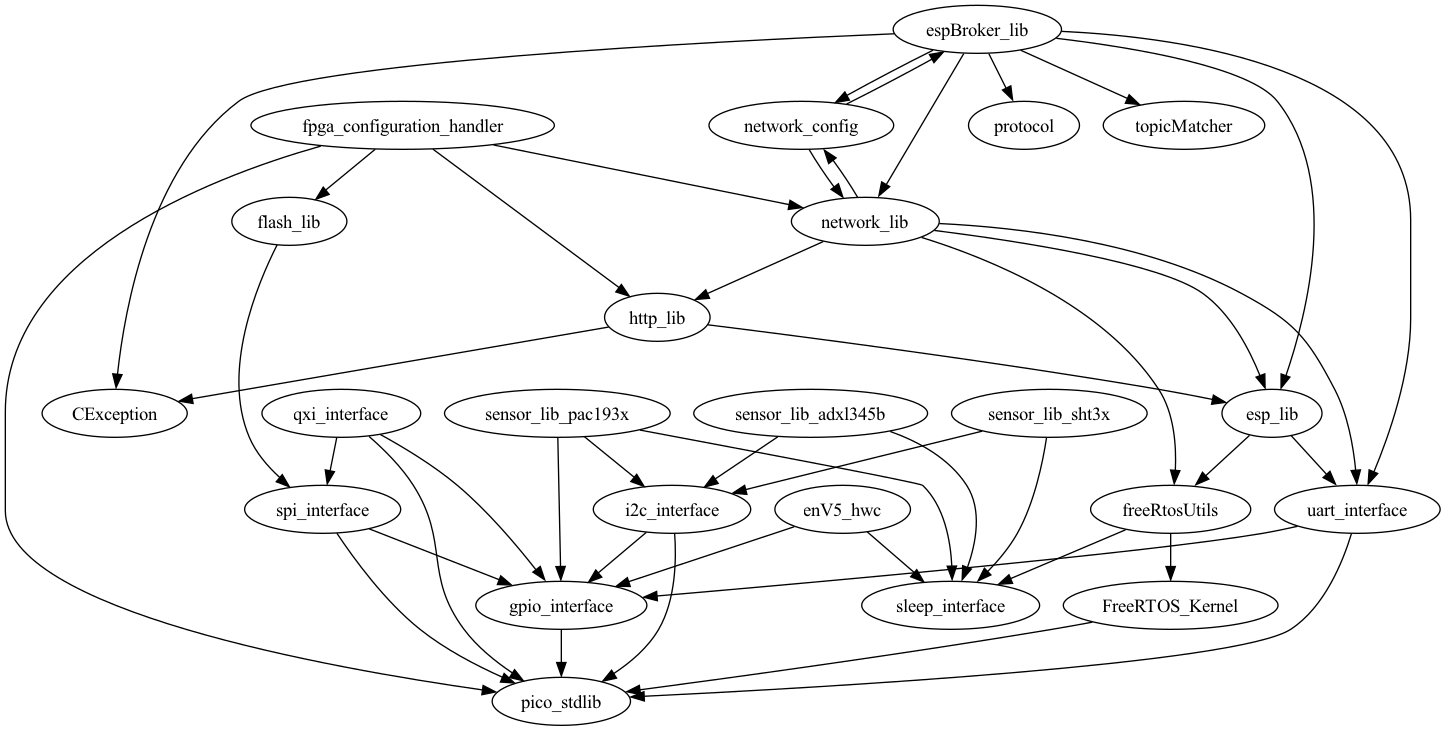 espBroker_lib
fpga_configuration_handler
network_config
protocol
topicMatcher
flash_lib
network_lib
http_lib
CException
qxi_interface
sensor_lib_pac193x
sensor_lib_adxl345b
sensor_lib_sht3x
esp_lib
spi_interface
i2c_interface
enV5_hwc
freeRtosUtils
uart_interface
gpio_interface
sleep_interface
FreeRTOS_Kernel
pico_stdlib